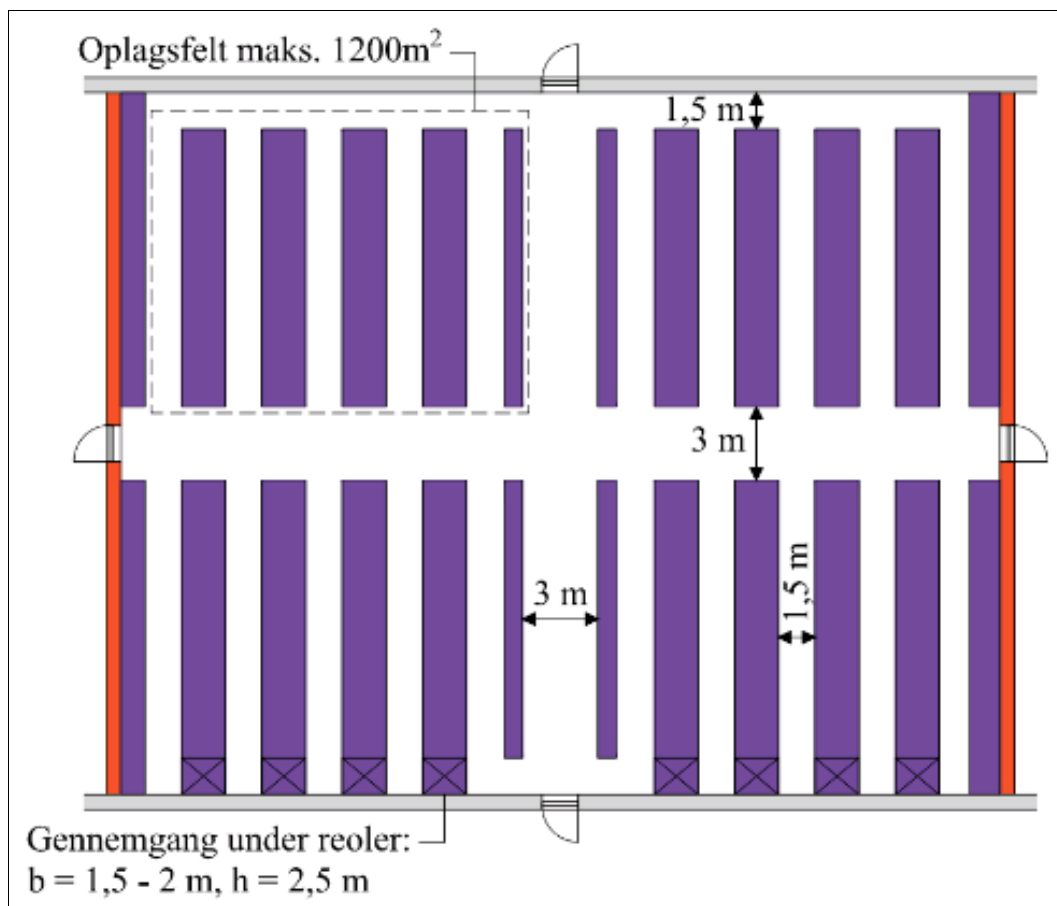 Oplagsfelt maks. 1200m²
1,5 m
3 m
3 m
1,5 m
Gennemgang under reoler:
b = 1,5 - 2 m, h = 2,5 m